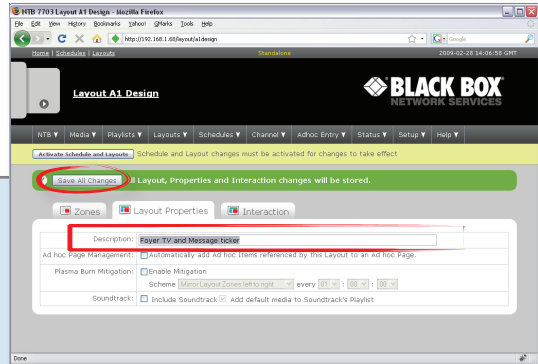 NTB 7703 Layout A1 Design - Mozilla Firefox
File Edit View History Bookmarks Yahoo! GMarks Tools Help
http://192.168.1.68/layout/a1design
Google
Home | Schedules | Layouts Standalone 2009-02-26 14:06:58 GMT
Layout A1 Design
BLACK BOX
NETWORK SERVICES
NTB Media Playlists Layouts Schedules Channel Adhoc Entry Status Setup Help
Activate Schedule and Layouts Schedule and Layout changes must be activated for changes to take effect
Save All Changes Layout, Properties and Interaction changes will be stored.
Zones Layout Properties Interaction
Description: Foyer TV and Message ticker
Ad hoc Page Management: Automatically add Ad hoc Items referenced by this Layout to an Ad hoc Page.
Plasma Burn Mitigation: Enable Mitigation
Scheme Minor Layout Zones left to right every 01 : 00 : 00
Soundtrack: Include Soundtrack Add default media to Soundtrack's Playlist
Done